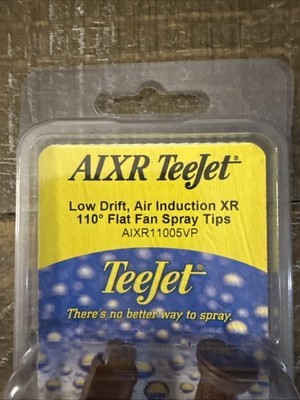 AIXR TeeJet®
Low Drift, Air Induction XR
110° Flat Fan Spray Tips
AIXR11005VP
TeeJet®
There's no better way to spray.